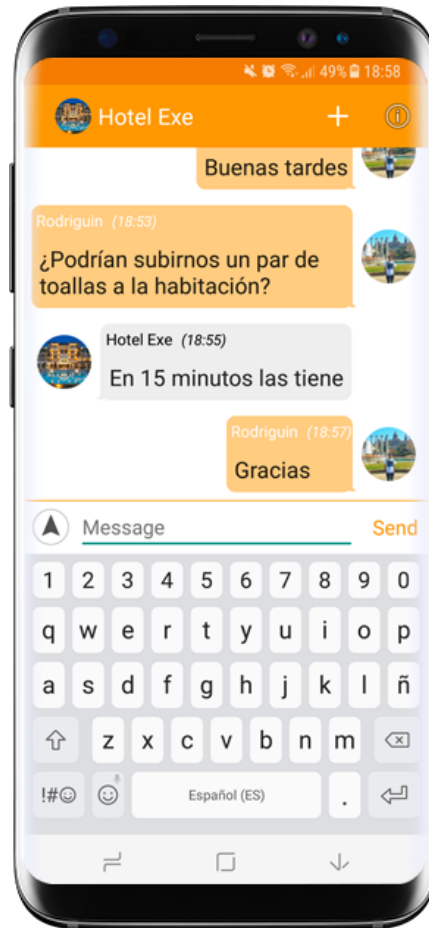 49% 18:58
Hotel Exe
Buenas tardes
Rodriguin (18:53)
¿Podrían subirnos un par de
toallas a la habitación?
Hotel Exe (18:55)
En 15 minutos las tiene
Rodriguin (18:57)
Gracias
Message Send
1 2 3 4 5 6 7 8 9 0
q w e r t y u i o p
a s d f g h j k l ñ
z x c v b n m
!#☺ Español (ES) .